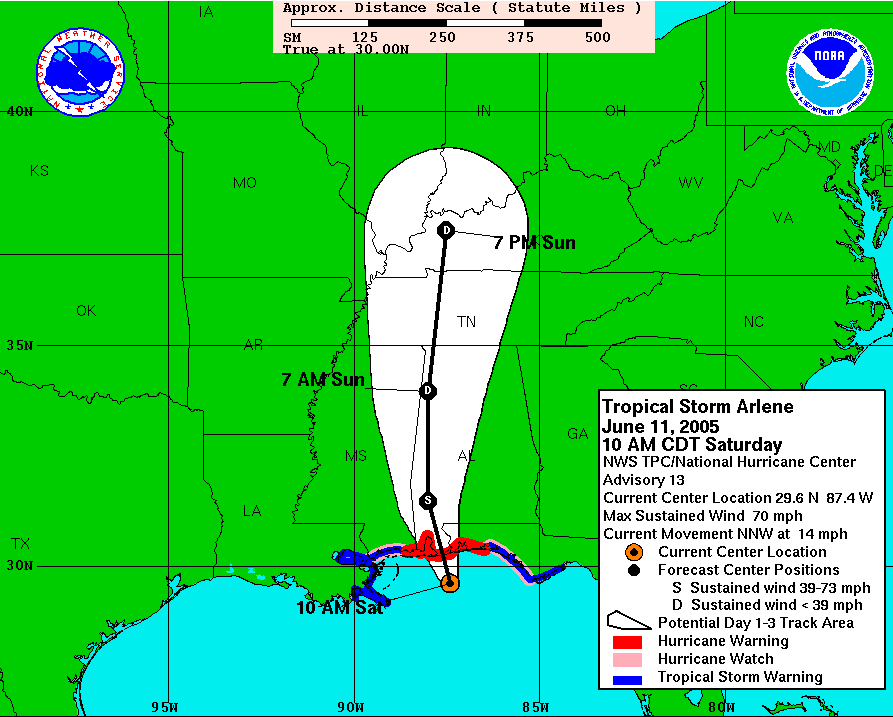 Approx. Distance Scale ( Statute Miles )
SM 125 250 375 500
True at 30.00N
NATIONAL WEATHER SERVICE
NOAA
IA
40N
IL
IN
OH
MD
DE
KS
MO
WV
VA
7 PM Sun
D
OK
AR
TN
NC
35N
7 AM Sun
D
SC
MS
AL
GA
LA
S
TX
30N
10 AM Sat
95W
90W
85W
80W
Tropical Storm Arlene
June 11, 2005
10 AM CDT Saturday
NWS TPC/National Hurricane Center
Advisory 13
Current Center Location 29.6 N 87.4 W
Max Sustained Wind 70 mph
Current Movement NNW at 14 mph
Current Center Location
Forecast Center Positions
S Sustained wind 39-73 mph
D Sustained wind < 39 mph
Potential Day 1-3 Track Area
Hurricane Warning
Hurricane Watch
Tropical Storm Warning